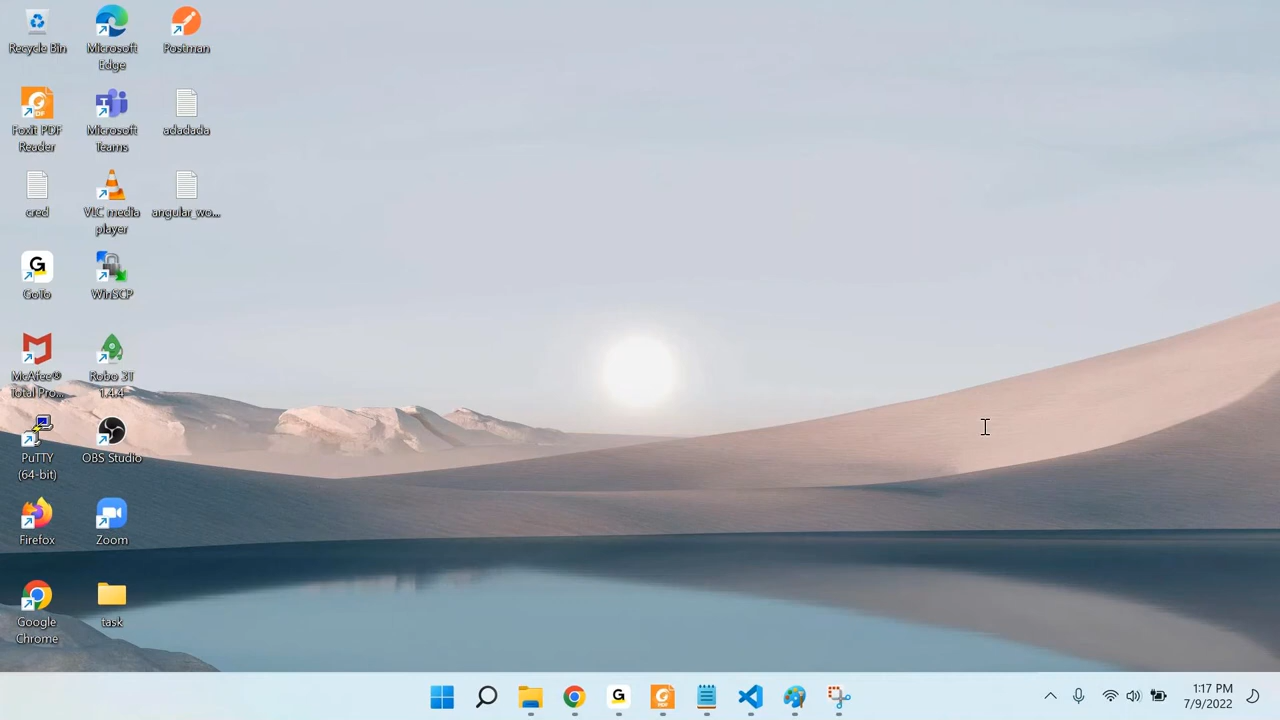 Recycle Bin
Microsoft
Edge
Postman
Foxit PDF
Reader
Microsoft
Teams
adadada
cred
VLC media
player
angular_wo...
GoTo
WinSCP
McAfee®
Total Pro...
Robo 3T
1.4.4
PuTTY
(64-bit)
OBS Studio
Firefox
Zoom
Google
Chrome
task
1:17 PM
7/9/2022